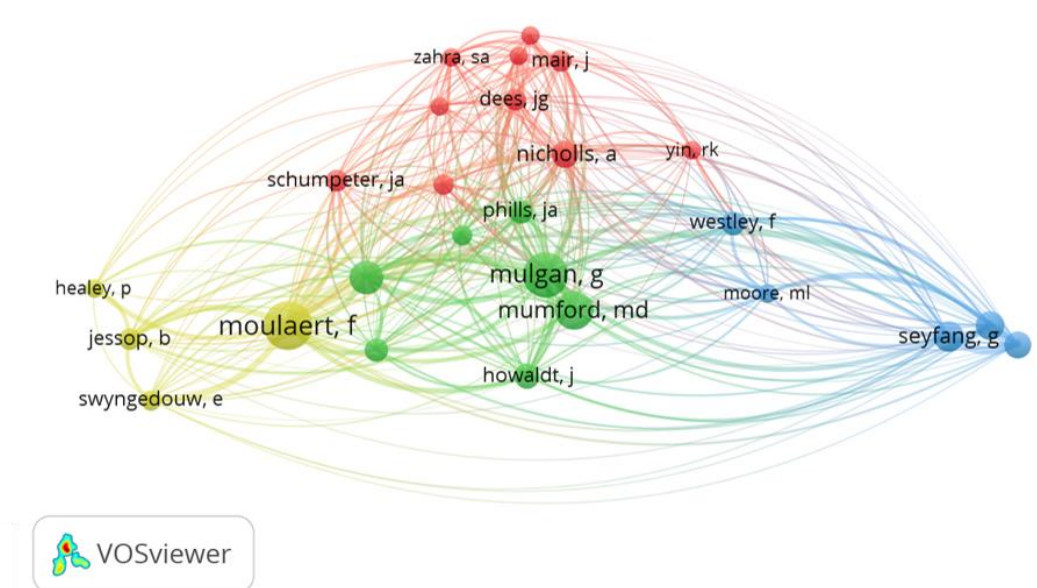 zahra, sa
mair, j
dees, jg
nicholls, a
yin, rk
schumpeter, ja
phills, ja
westley, f
mulgan, g
healey, p
moore, ml
mumford, md
moulaert, f
jessop, b
seyfang, g
howaldt, j
swyngedouw, e
VOSviewer